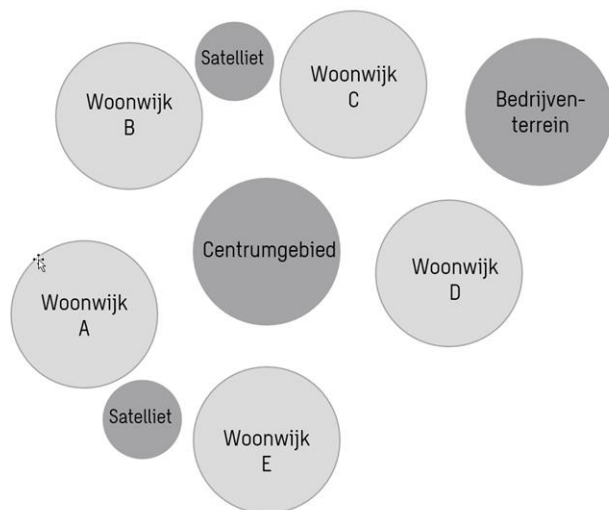 Satelliet
Woonwijk
B
Woonwijk
C
Bedrijven-
terrein
Centrumgebied
Woonwijk
D
Woonwijk
A
Satelliet
Woonwijk
E